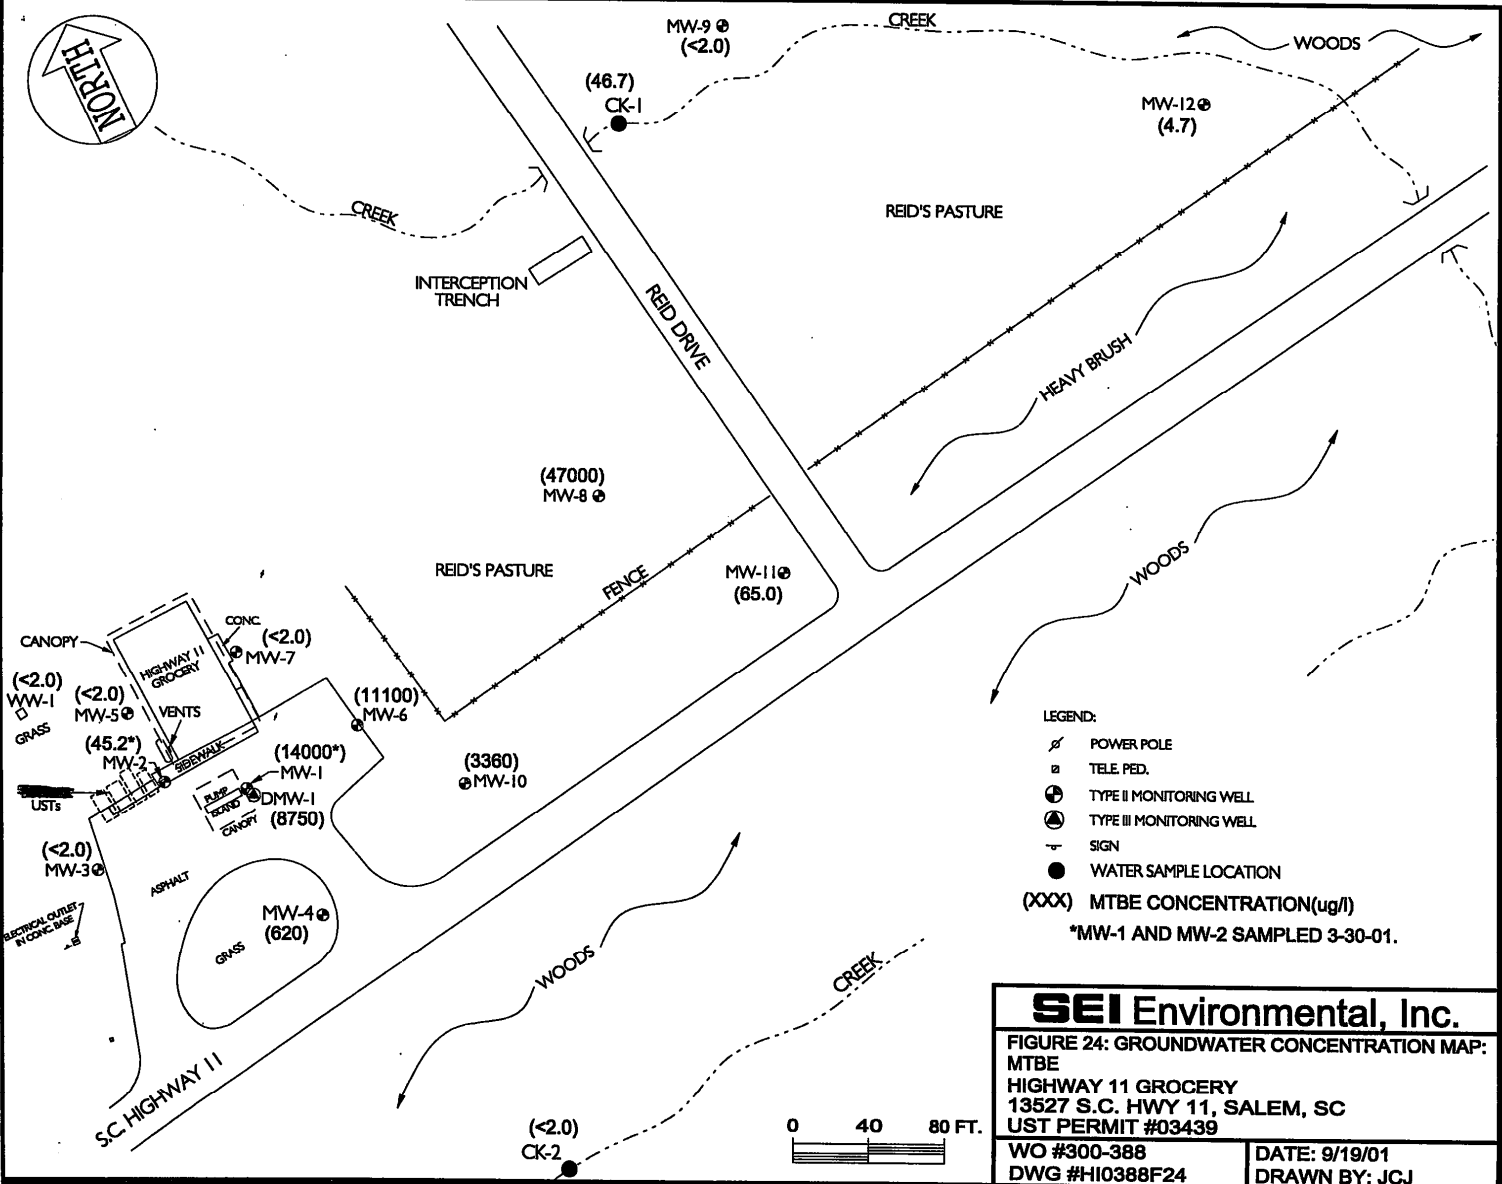 NORTH
MW-9
(<2.0)
CREEK
WOODS
(46.7)
CK-1
MW-12
(4.7)
CREEK
REID'S PASTURE
INTERCEPTION
TRENCH
REID DRIVE
HEAVY BRUSH
(47000)
MW-8
REID'S PASTURE
FENCE
MW-11
(65.0)
WOODS
CANOPY
CONC.
(<2.0)
MW-7
HIGHWAY 11
GROCERY
(<2.0)
WW-1
GRASS
(<2.0)
MW-5
VENTS
(11100)
MW-6
(45.2*)
MW-2
SIDEWALK
(14000*)
MW-1
(3360)
MW-10
USTs
PUMP
ISLAND
DMW-1
(8750)
CANOPY
(<2.0)
MW-3
ASPHALT
ELECTRICAL OUTLET
IN CONC. BASE
MW-4
(620)
GRASS
WOODS
CREEK
S.C. HIGHWAY 11
(<2.0)
CK-2
0 40 80 FT.
LEGEND:
POWER POLE
TELE. PED.
TYPE II MONITORING WELL
TYPE III MONITORING WELL
SIGN
WATER SAMPLE LOCATION
(XXX) MTBE CONCENTRATION(ug/l)
*MW-1 AND MW-2 SAMPLED 3-30-01.
SEI Environmental, Inc.
FIGURE 24: GROUNDWATER CONCENTRATION MAP:
MTBE
HIGHWAY 11 GROCERY
13527 S.C. HWY 11, SALEM, SC
UST PERMIT #03439
WO #300-388
DWG #HI0388F24
DATE: 9/19/01
DRAWN BY: JCJ